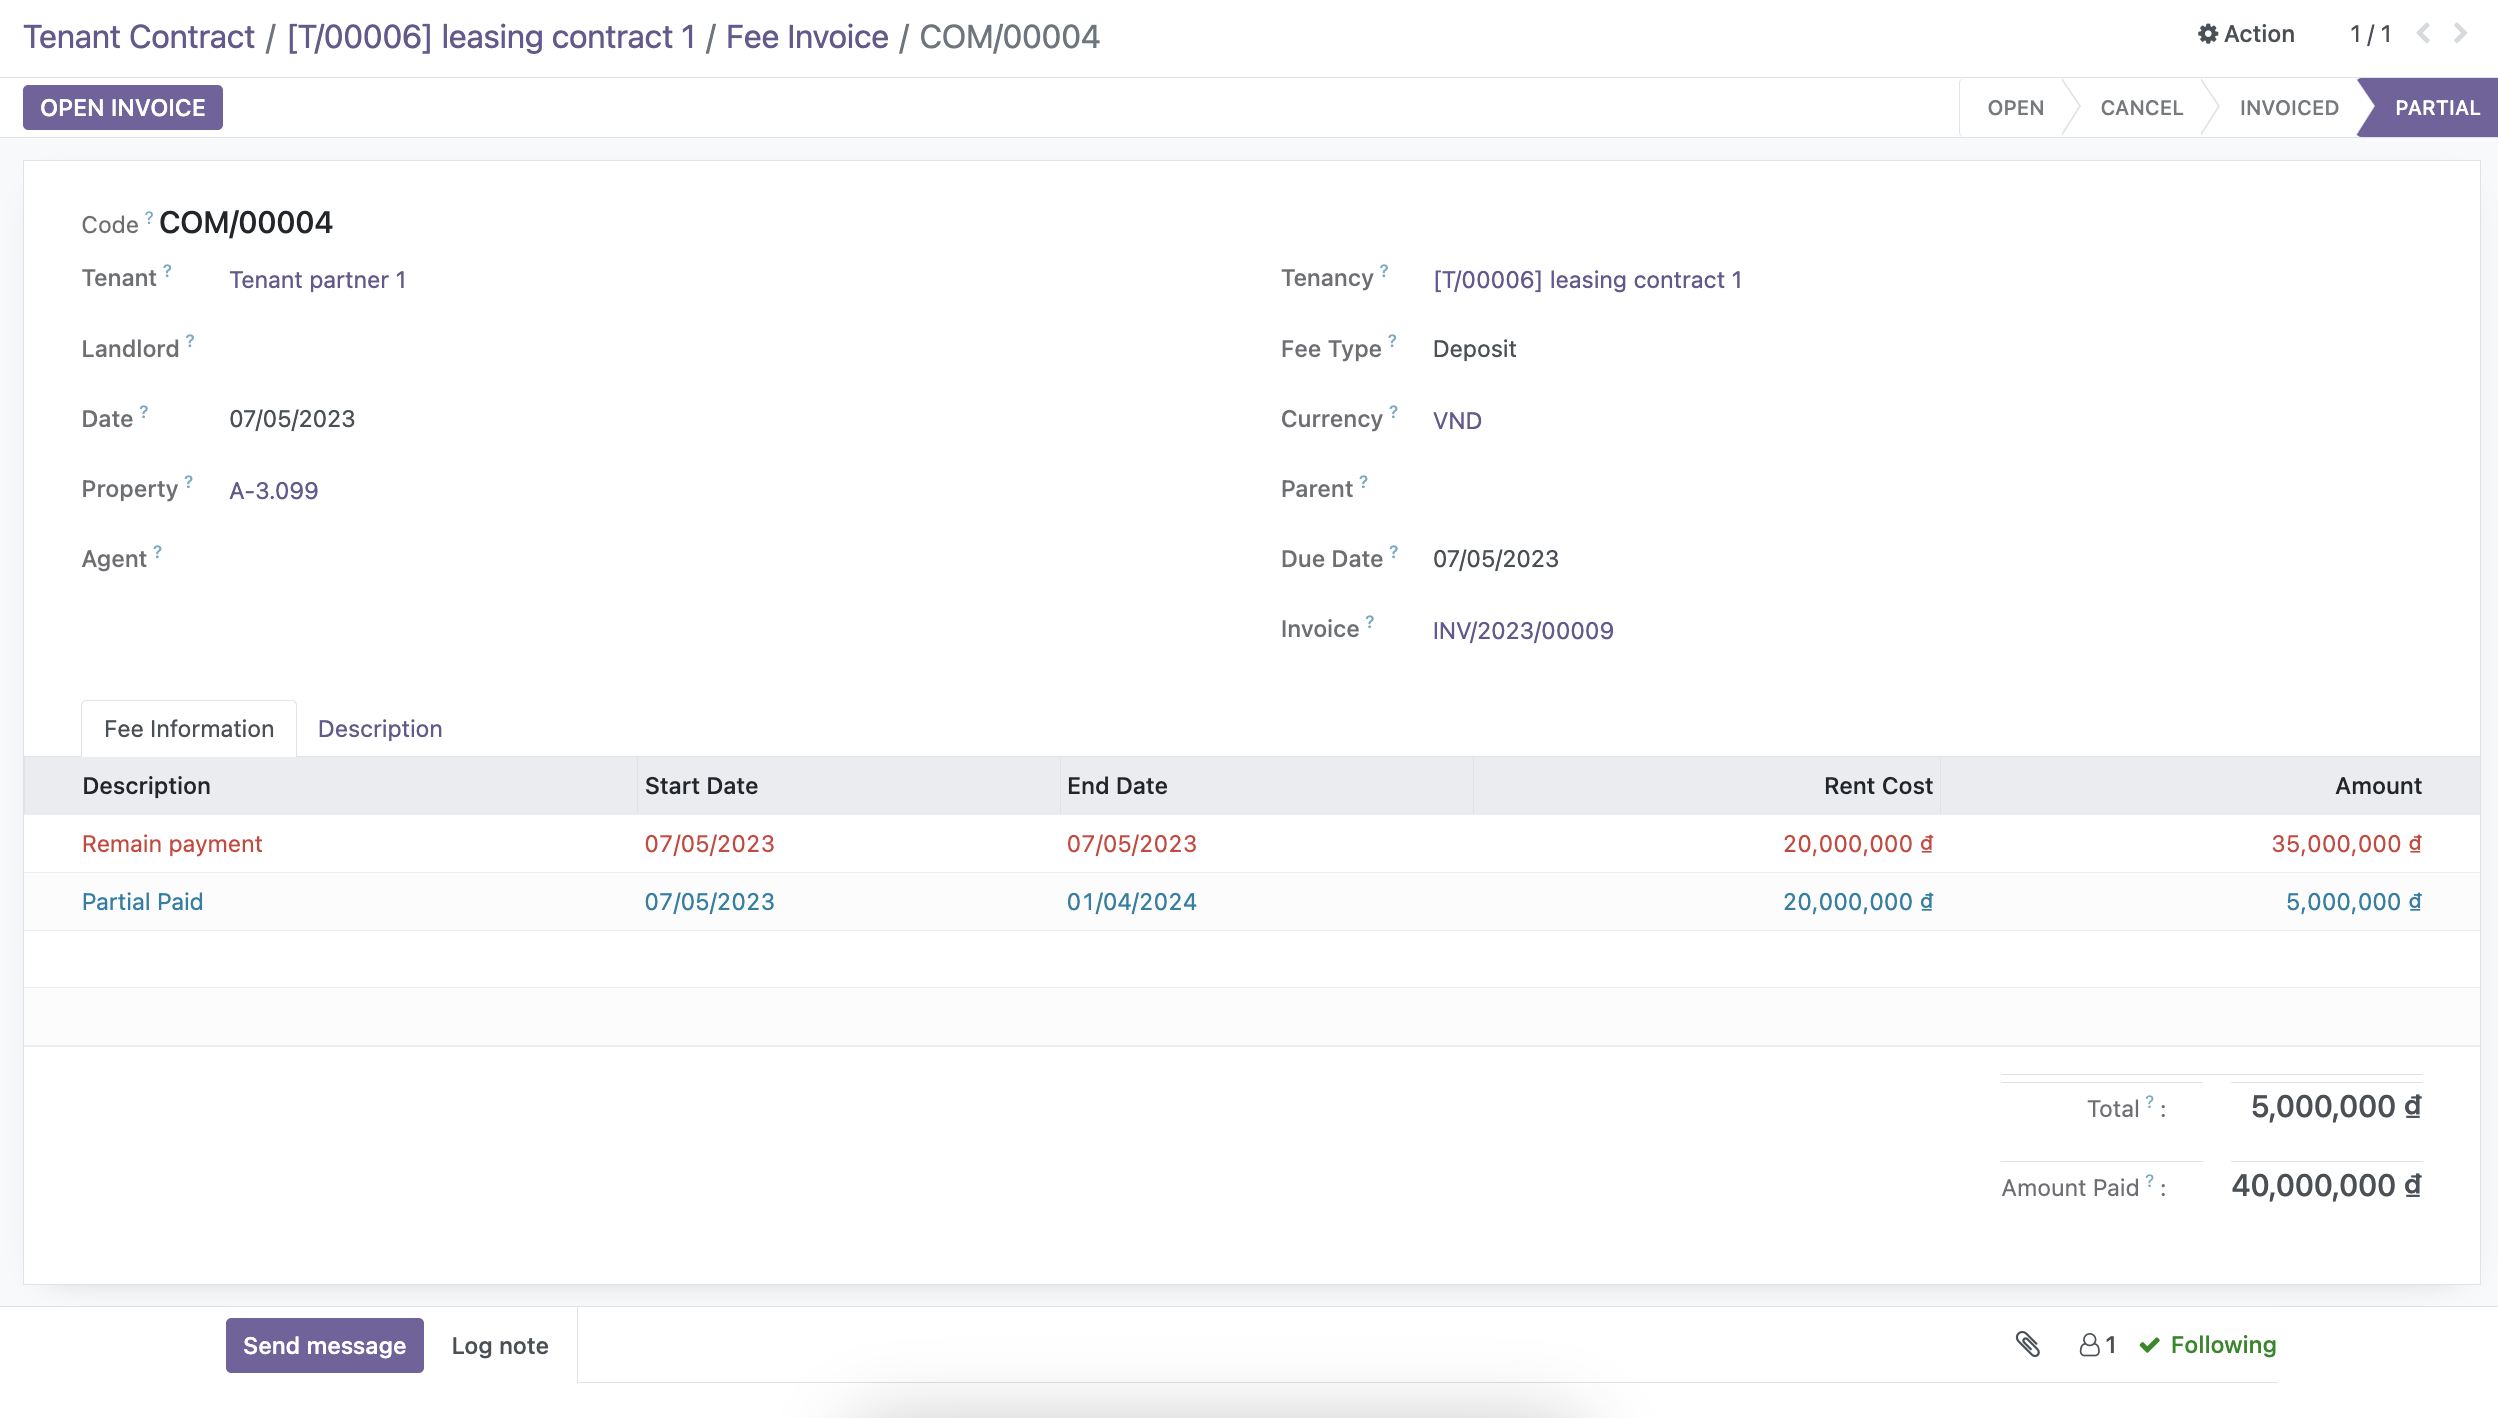 Tenant Contract / [T/00006] leasing contract 1 / Fee Invoice / COM/00004
Action 1 / 1
OPEN INVOICE
OPEN CANCEL INVOICED PARTIAL
Code ? COM/00004
Tenant ? Tenant partner 1
Tenancy ? [T/00006] leasing contract 1
Landlord ?
Fee Type ? Deposit
Date ? 07/05/2023
Currency ? VND
Property ? A-3.099
Parent ?
Agent ?
Due Date ? 07/05/2023
Invoice ? INV/2023/00009
Fee Information Description
Description Start Date End Date Rent Cost Amount
Remain payment 07/05/2023 07/05/2023 20,000,000 ₫ 35,000,000 ₫
Partial Paid 07/05/2023 01/04/2024 20,000,000 ₫ 5,000,000 ₫
Total ? : 5,000,000 ₫
Amount Paid ? : 40,000,000 ₫
Send message Log note 1 Following